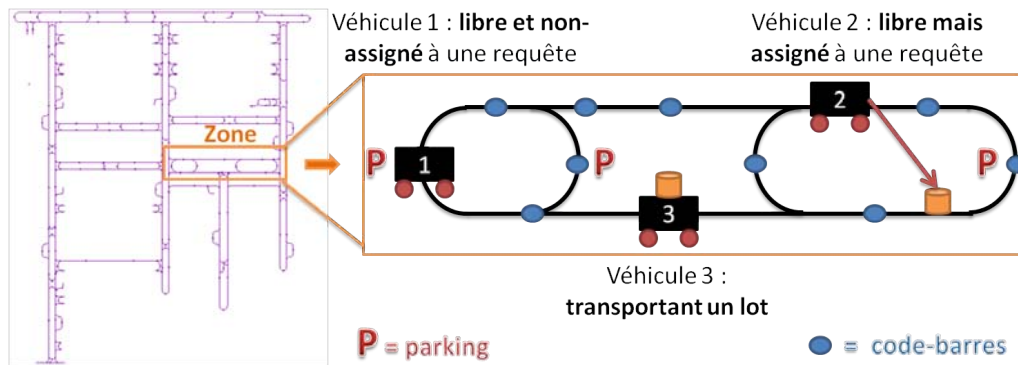 Véhicule 1 : libre et non-
assigné à une requête
Véhicule 2 : libre mais
assigné à une requête
Zone
2
P
1
P
P
3
Véhicule 3 :
transportant un lot
P = parking
= code-barres